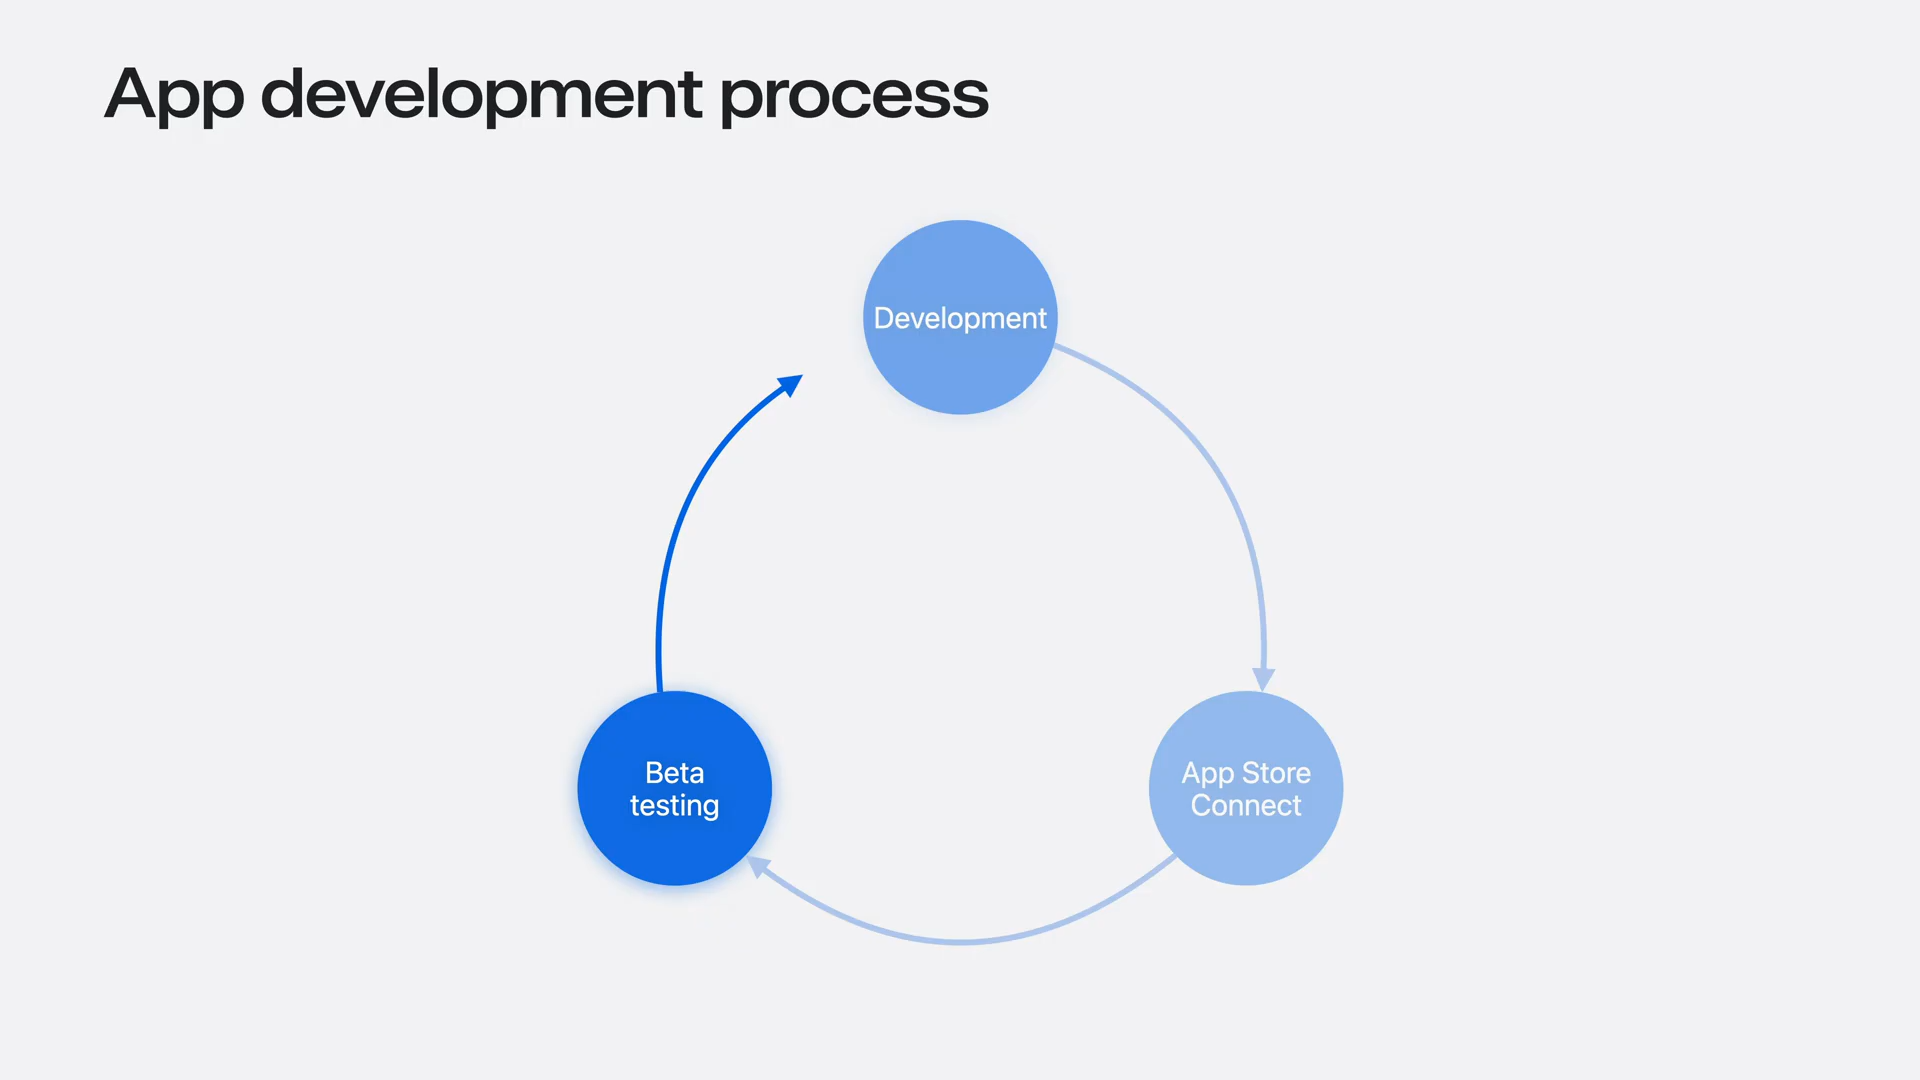 App development process
Development
Beta
testing
App Store
Connect